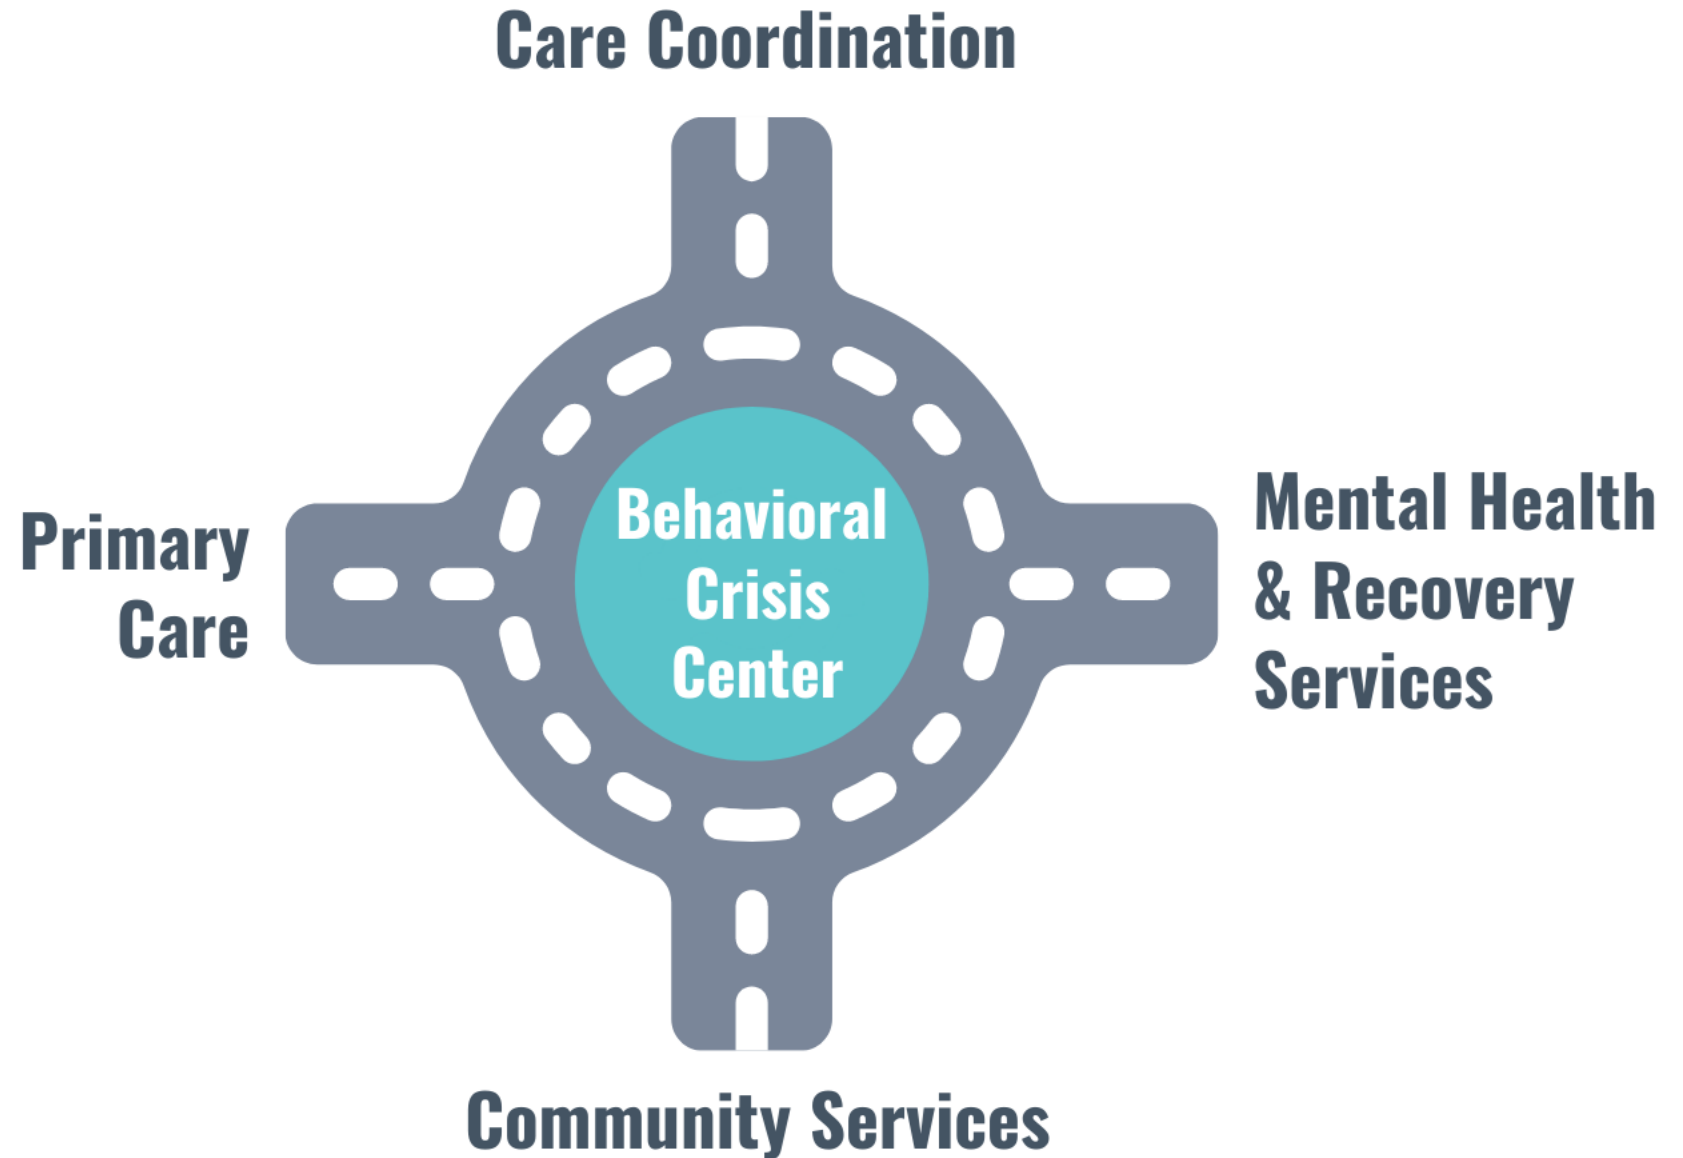 Care Coordination
Primary
Care
Behavioral
Crisis
Center
Mental Health
& Recovery
Services
Community Services